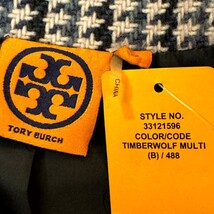 TORY BURCH
CHINA
STYLE NO.
33121596
COLOR/CODE
TIMBERWOLF MULTI
(B) / 488